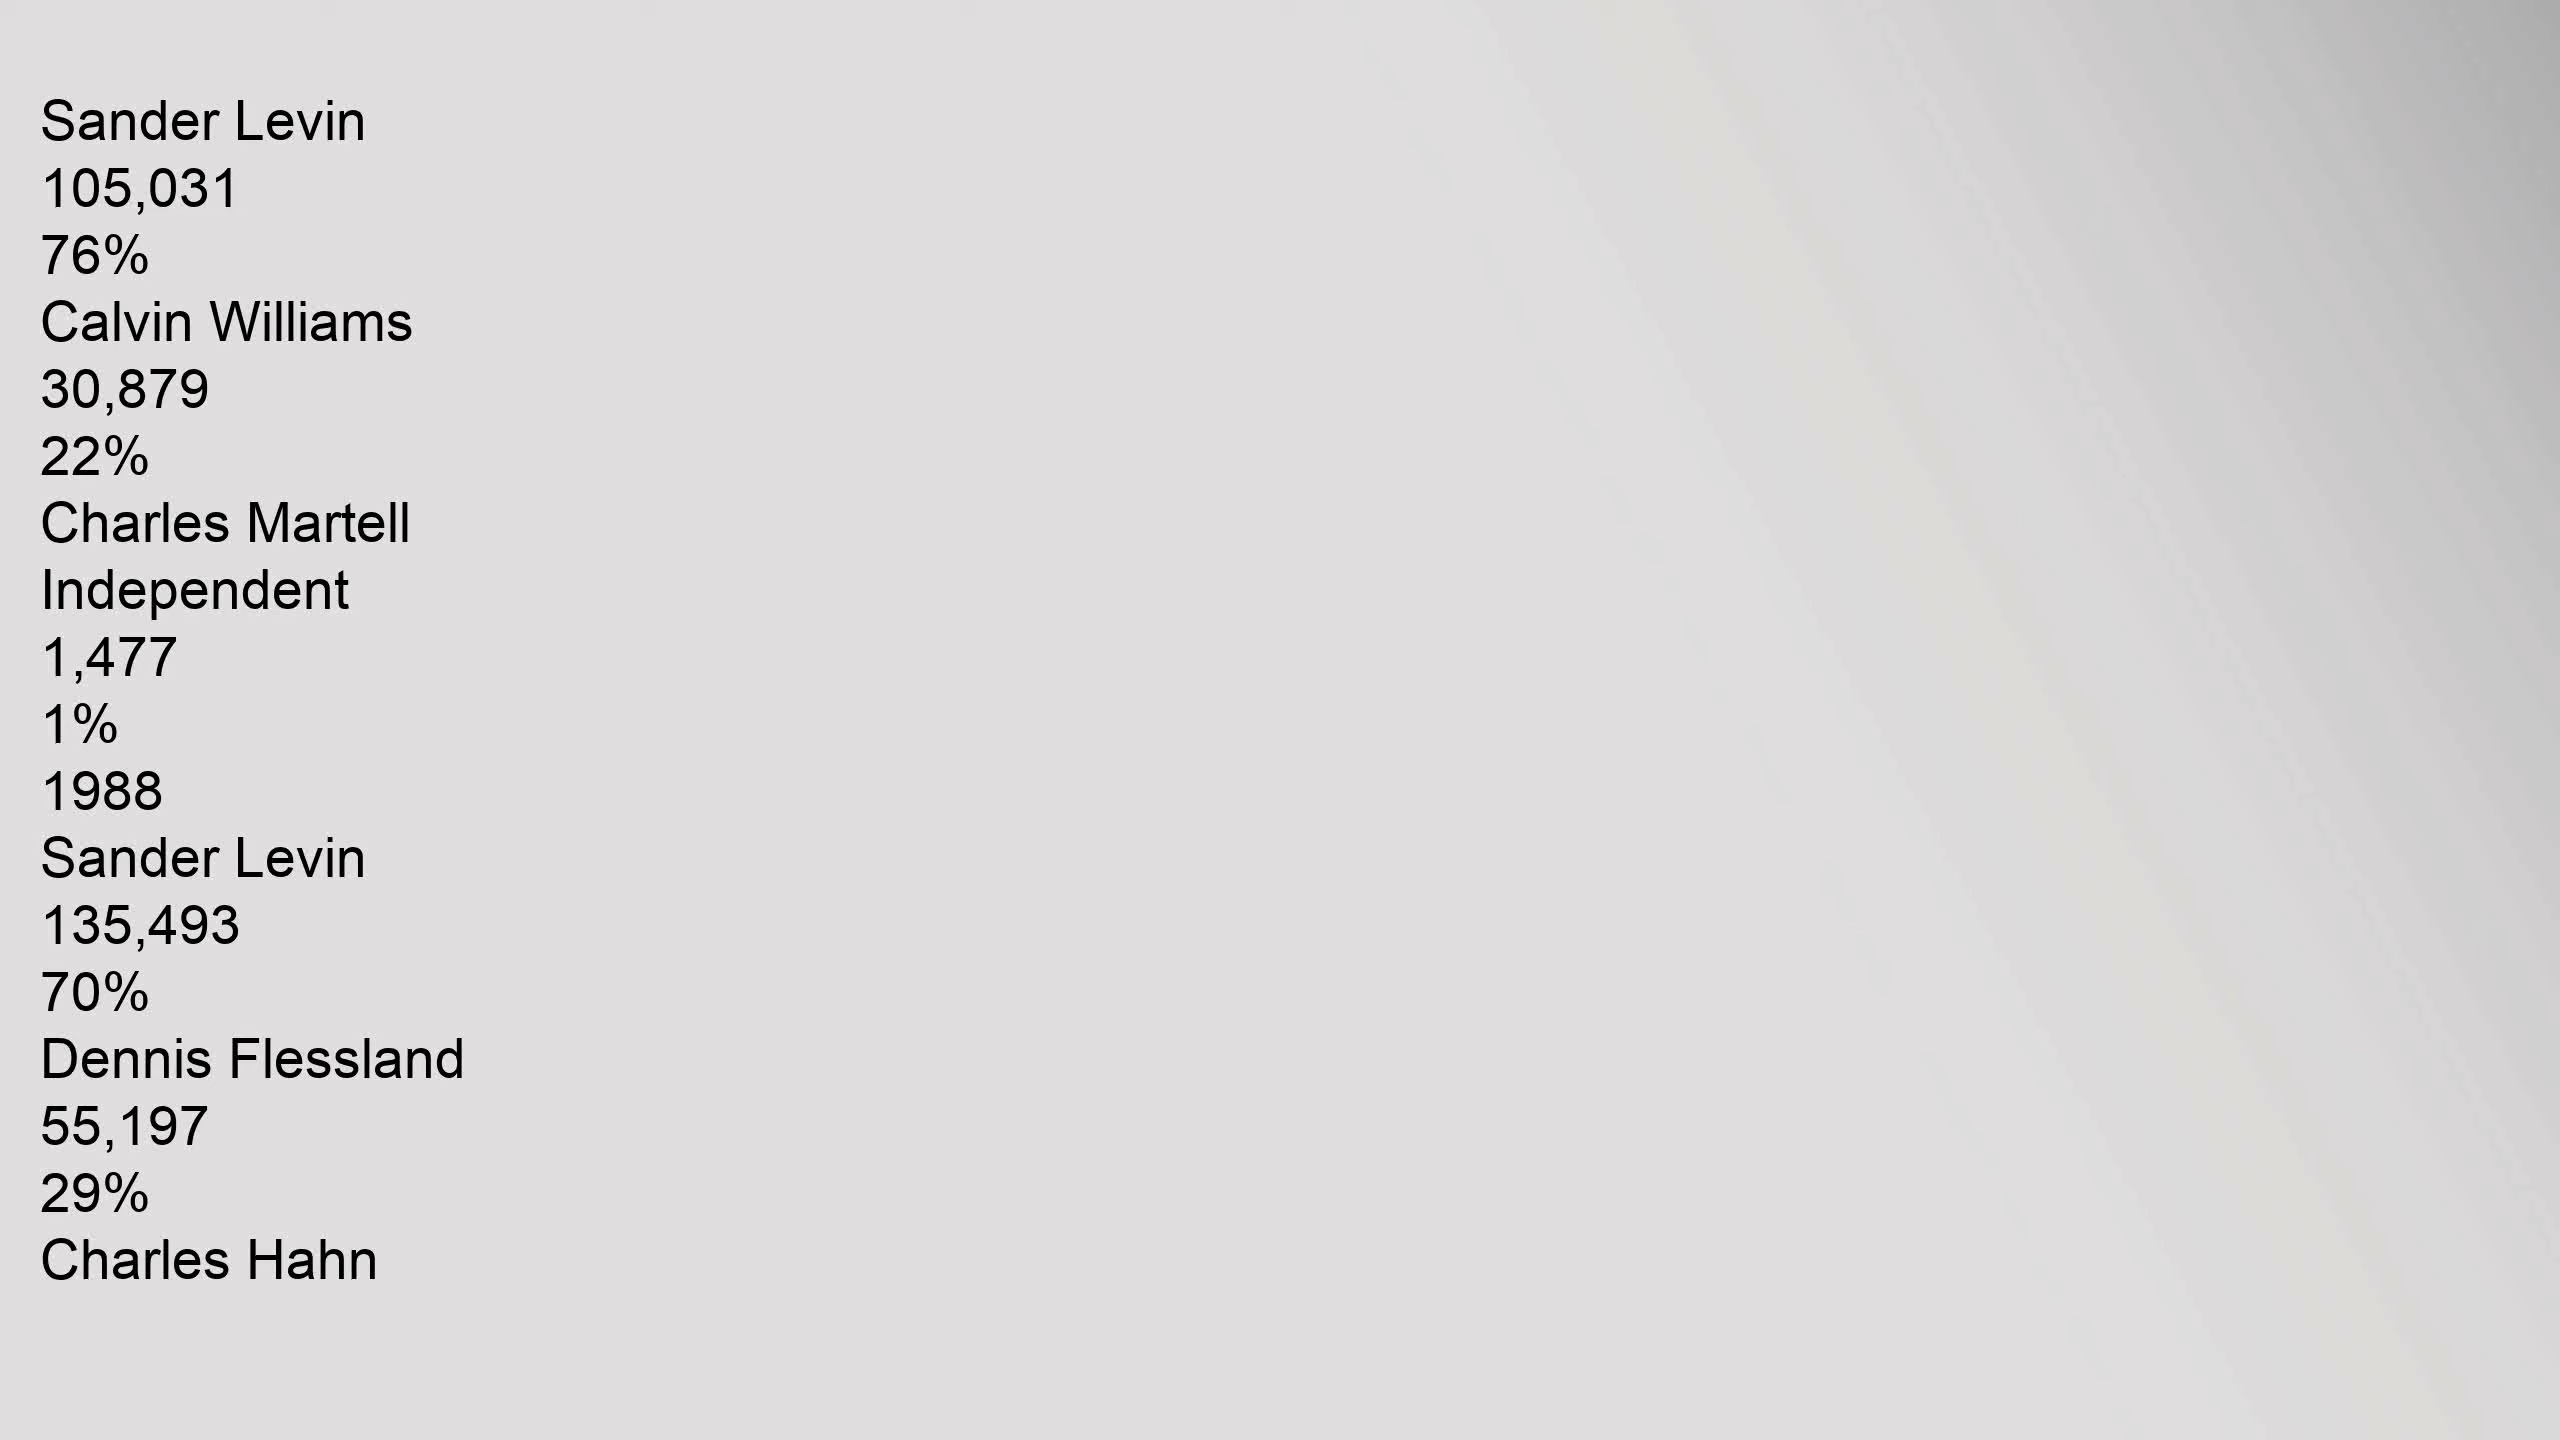 Sander Levin
105,031
76%
Calvin Williams
30,879
22%
Charles Martell
Independent
1,477
1%
1988
Sander Levin
135,493
70%
Dennis Flessland
55,197
29%
Charles Hahn